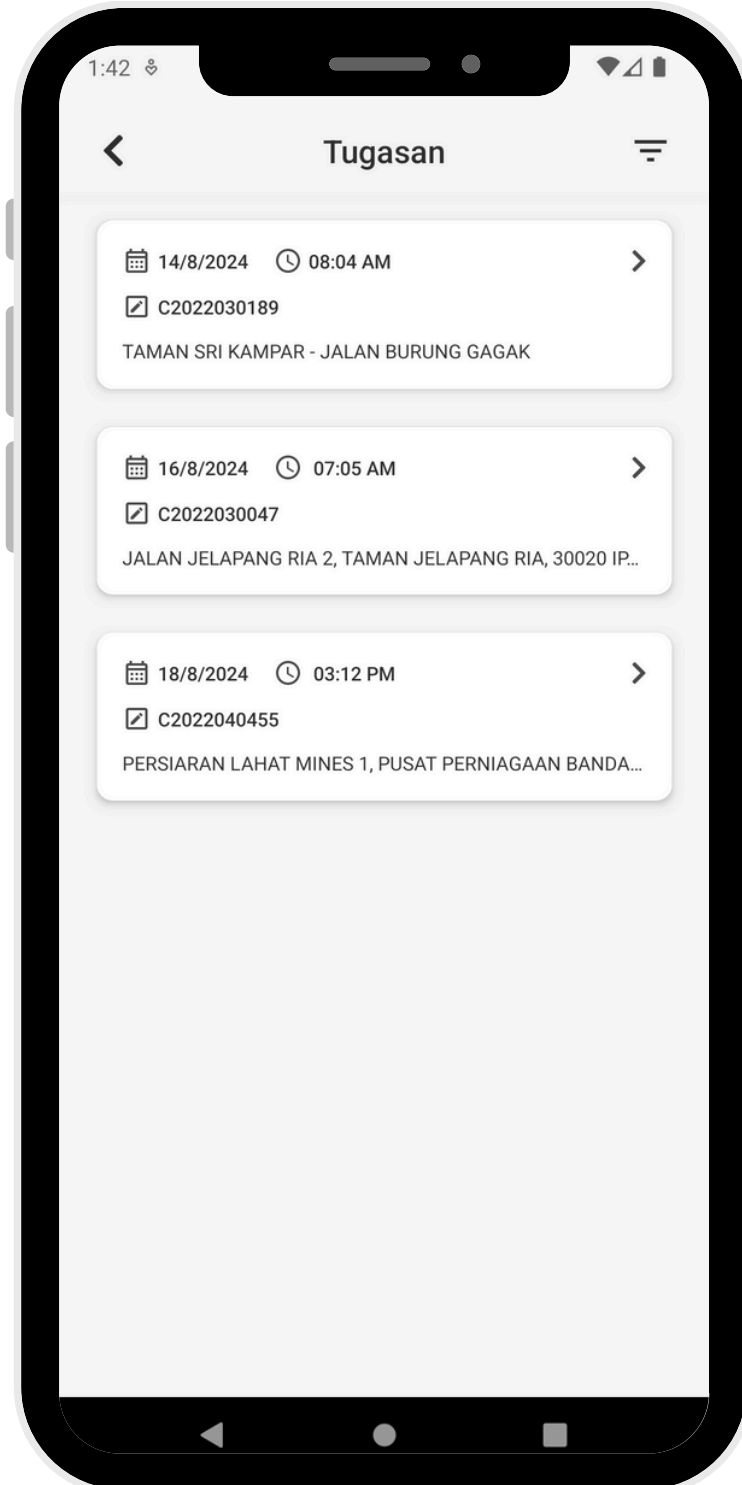 1:42
Tugasan
14/8/2024 08:04 AM
C2022030189
TAMAN SRI KAMPAR - JALAN BURUNG GAGAK
16/8/2024 07:05 AM
C2022030047
JALAN JELAPANG RIA 2, TAMAN JELAPANG RIA, 30020 IP...
18/8/2024 03:12 PM
C2022040455
PERSIARAN LAHAT MINES 1, PUSAT PERNIAGAAN BANDA...